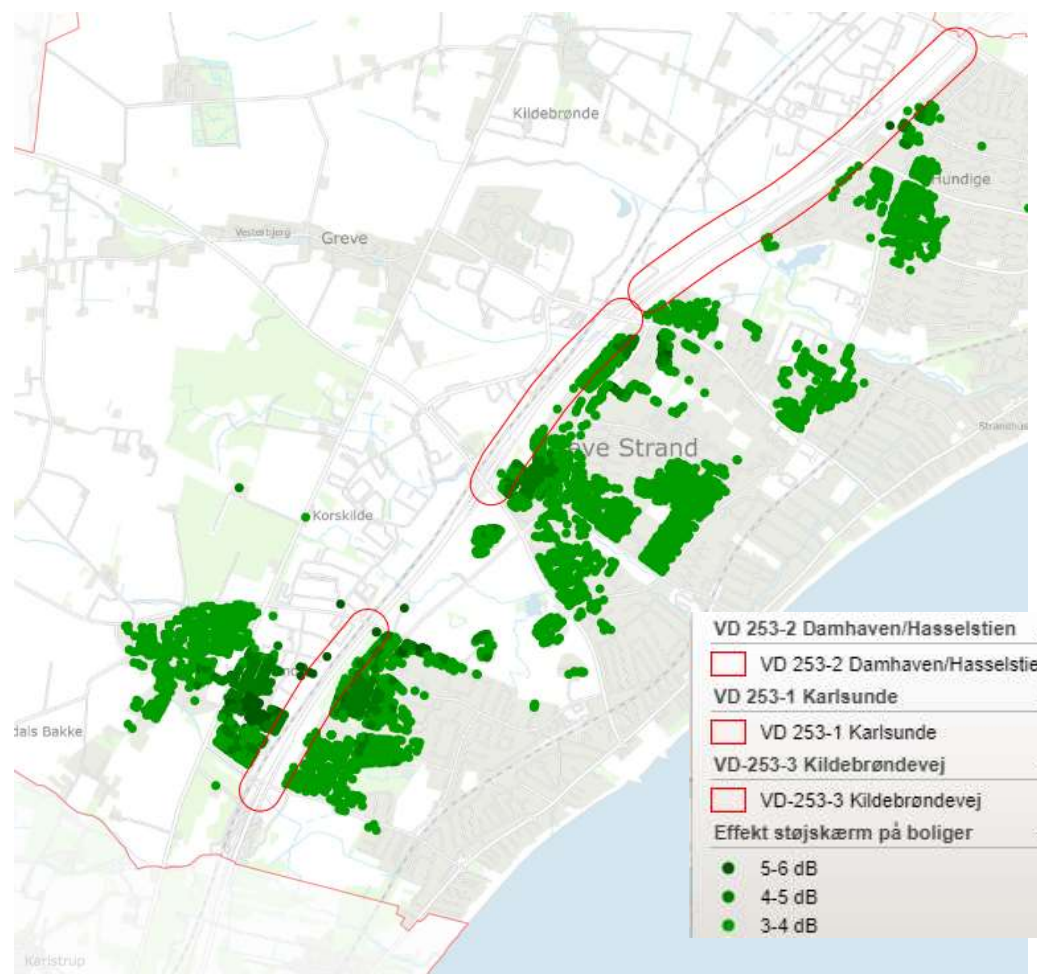 Kildebrønde
Hundige
Vesterbjerg
Greve
Strandhus
ave Strand
Korskilde
dals Bakke
Karlstrup
VD 253-2 Damhaven/Hasselstien
VD 253-2 Damhaven/Hasselstie
VD 253-1 Karlsunde
VD 253-1 Karlsunde
VD-253-3 Kildebrøndevej
VD-253-3 Kildebrøndevej
Effekt støjskærm på boliger
5-6 dB
4-5 dB
3-4 dB